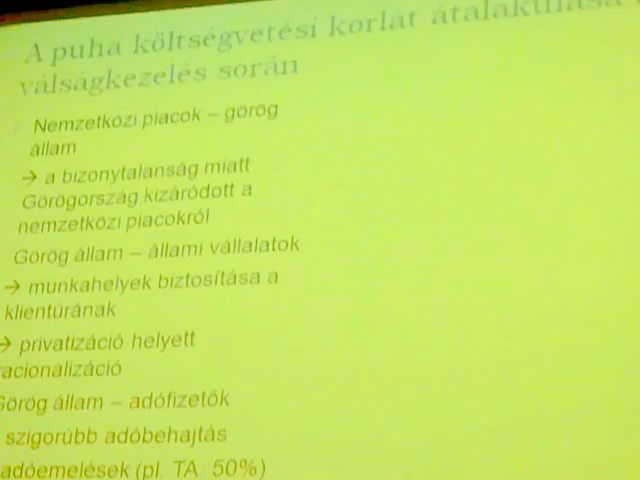 A puha költségvetési korlát átalakulása
válságkezelés során
Nemzetközi piacok – görög
állam
→ a bizonytalanság miatt
Görögország kizáródott a
nemzetközi piacokról
Görög állam – állami vállalatok
→ munkahelyek biztosítása a
klientúrának
→ privatizáció helyett
racionalizáció
Görög állam – adófizetők
szigorúbb adóbehajtás
adóemelések (pl. TA: 50%)